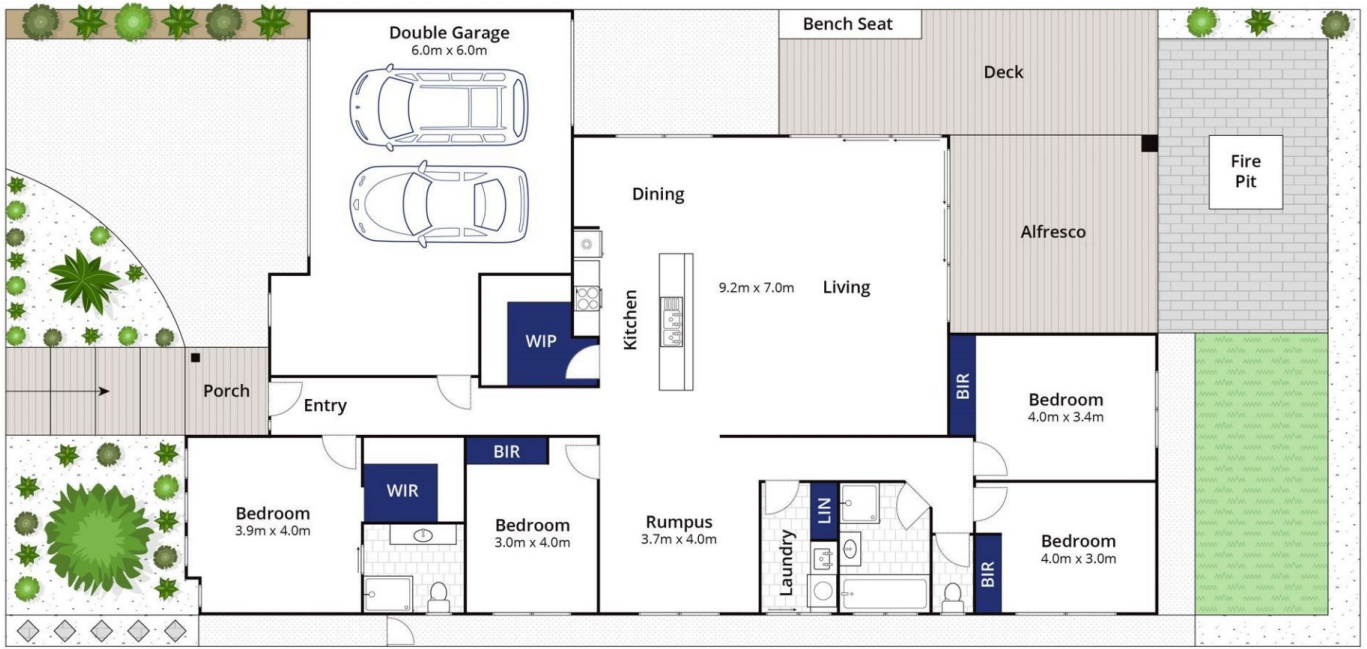 Double Garage
6.0m x 6.0m
Bench Seat
Deck
Fire
Pit
Dining
Alfresco
Kitchen
9.2m x 7.0m
Living
WIP
Porch
Entry
BIR
Bedroom
4.0m x 3.4m
BIR
WIR
Bedroom
3.9m x 4.0m
Bedroom
3.0m x 4.0m
Rumpus
3.7m x 4.0m
Laundry
LIN
BIR
Bedroom
4.0m x 3.0m